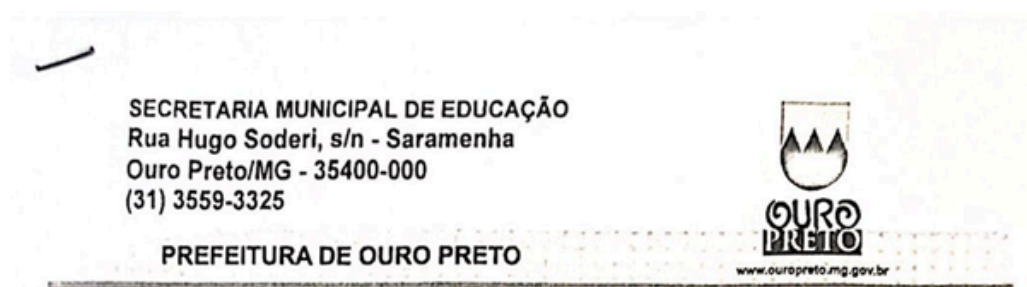 SECRETARIA MUNICIPAL DE EDUCAÇÃO
Rua Hugo Soderi, s/n - Saramenha
Ouro Preto/MG - 35400-000
(31) 3559-3325
PREFEITURA DE OURO PRETO
OURO
PRETO
www.ouropreto.mg.gov.br